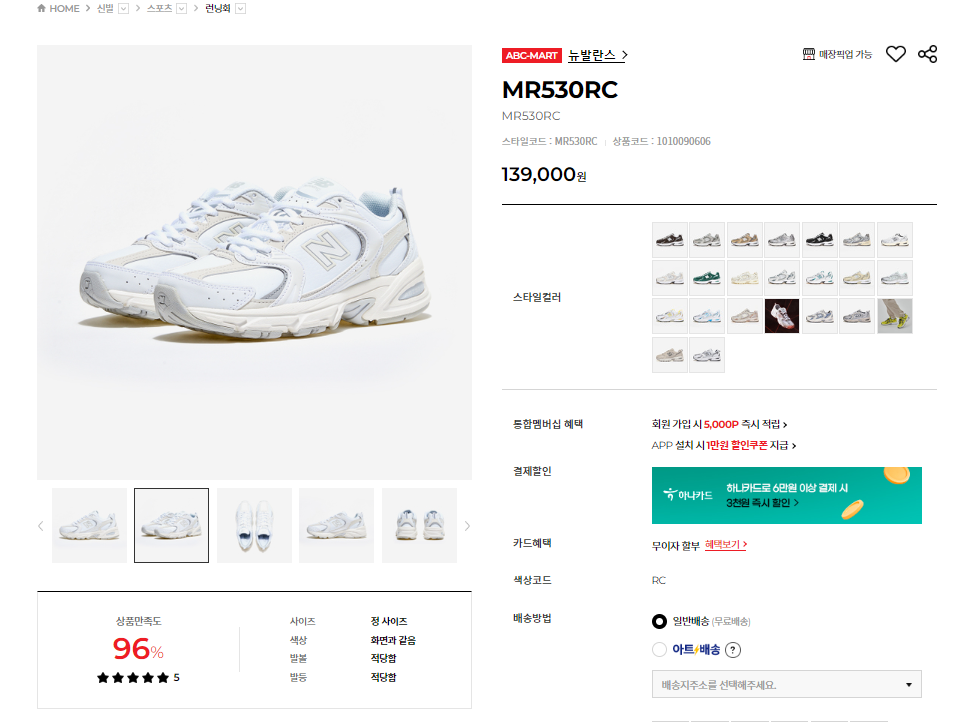 HOME > 신발 > 스포츠 > 런닝화
ABC-MART 뉴발란스 >
매장픽업 가능
MR530RC
MR530RC
스타일코드 : MR530RC | 상품코드 : 1010090606
139,000원
스타일컬러
통합멤버십 혜택
회원 가입 시 5,000P 즉시 적립 >
APP 설치 시 1만원 할인쿠폰 지급 >
결제할인
하나카드
하나카드로 6만원 이상 결제 시
3천원 즉시 할인 >
카드혜택
무이자 할부 혜택보기 >
색상코드
RC
배송방법
일반배송 (무료배송)
아트배송 ?
배송지주소를 선택해주세요.
상품만족도
96%
★★★★★ 5
사이즈 정 사이즈
색상 화면과 같음
발볼 적당함
발등 적당함